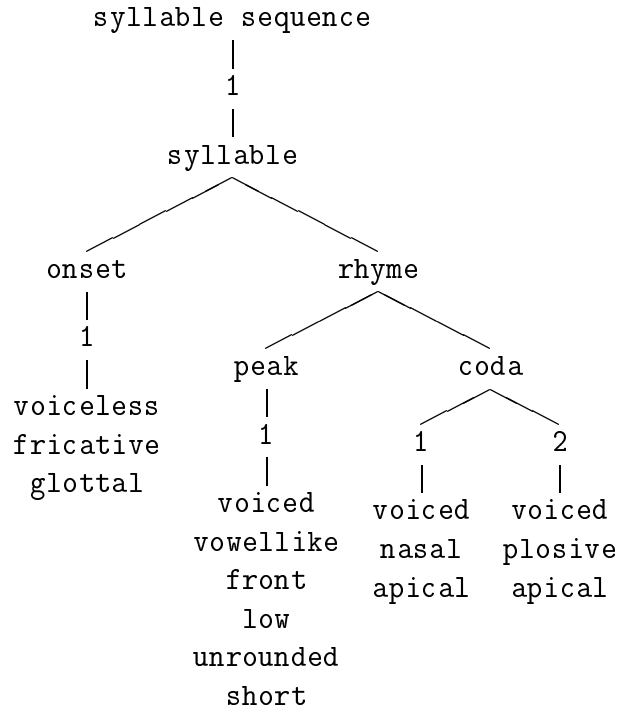 syllable sequence
1
syllable
onset rhyme
1
peak coda
voiceless
fricative
glottal
1
1 2
voiced
vowellike
front
low
unrounded
short
voiced
nasal
apical
voiced
plosive
apical